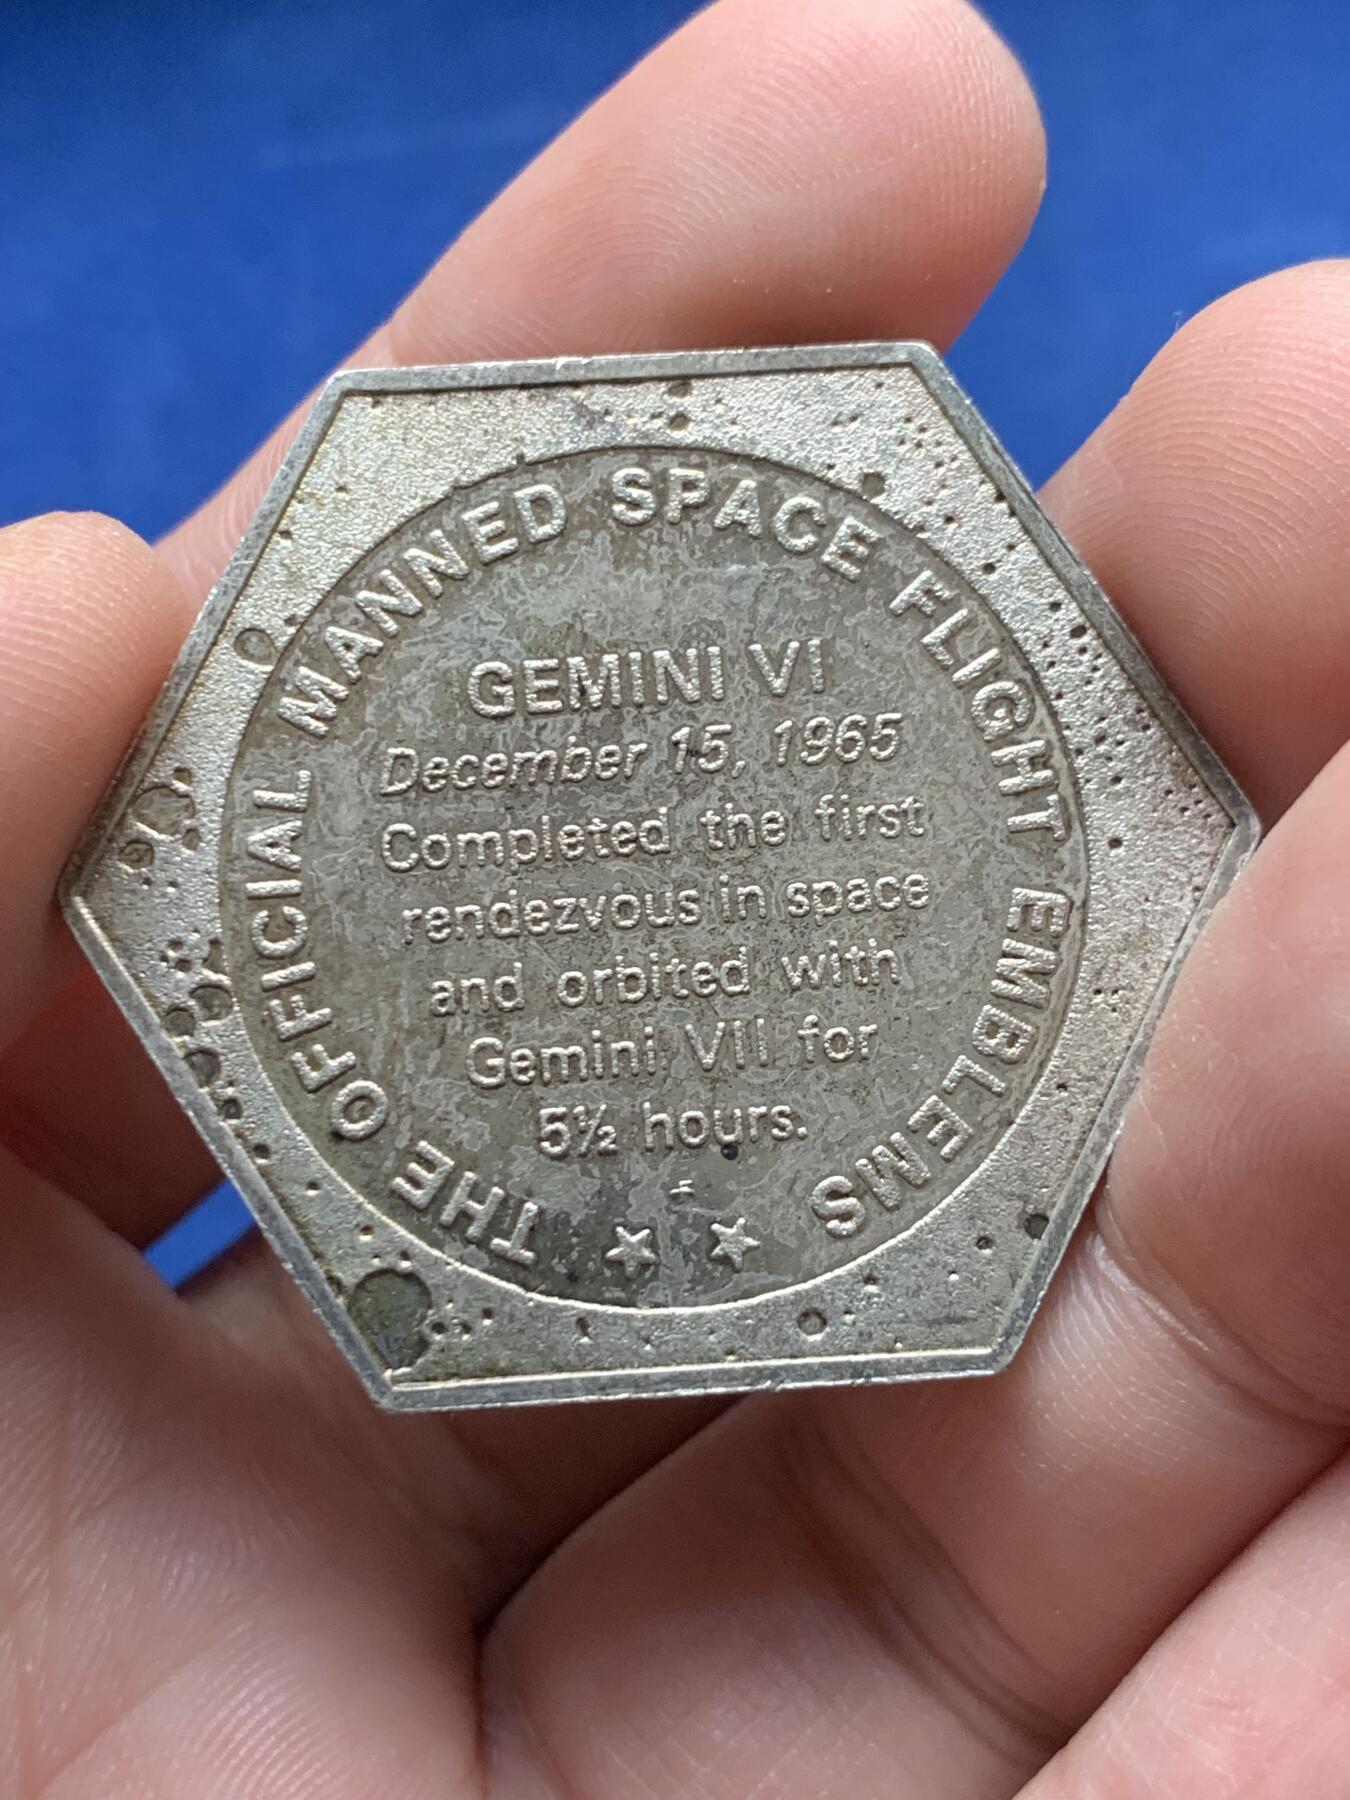 THE OFFICIAL MANNED SPACE FLIGHT EMBLEMS
GEMINI VI
December 15, 1965
Completed the first
rendezvous in space
and orbited with
Gemini VII for
5½ hours.